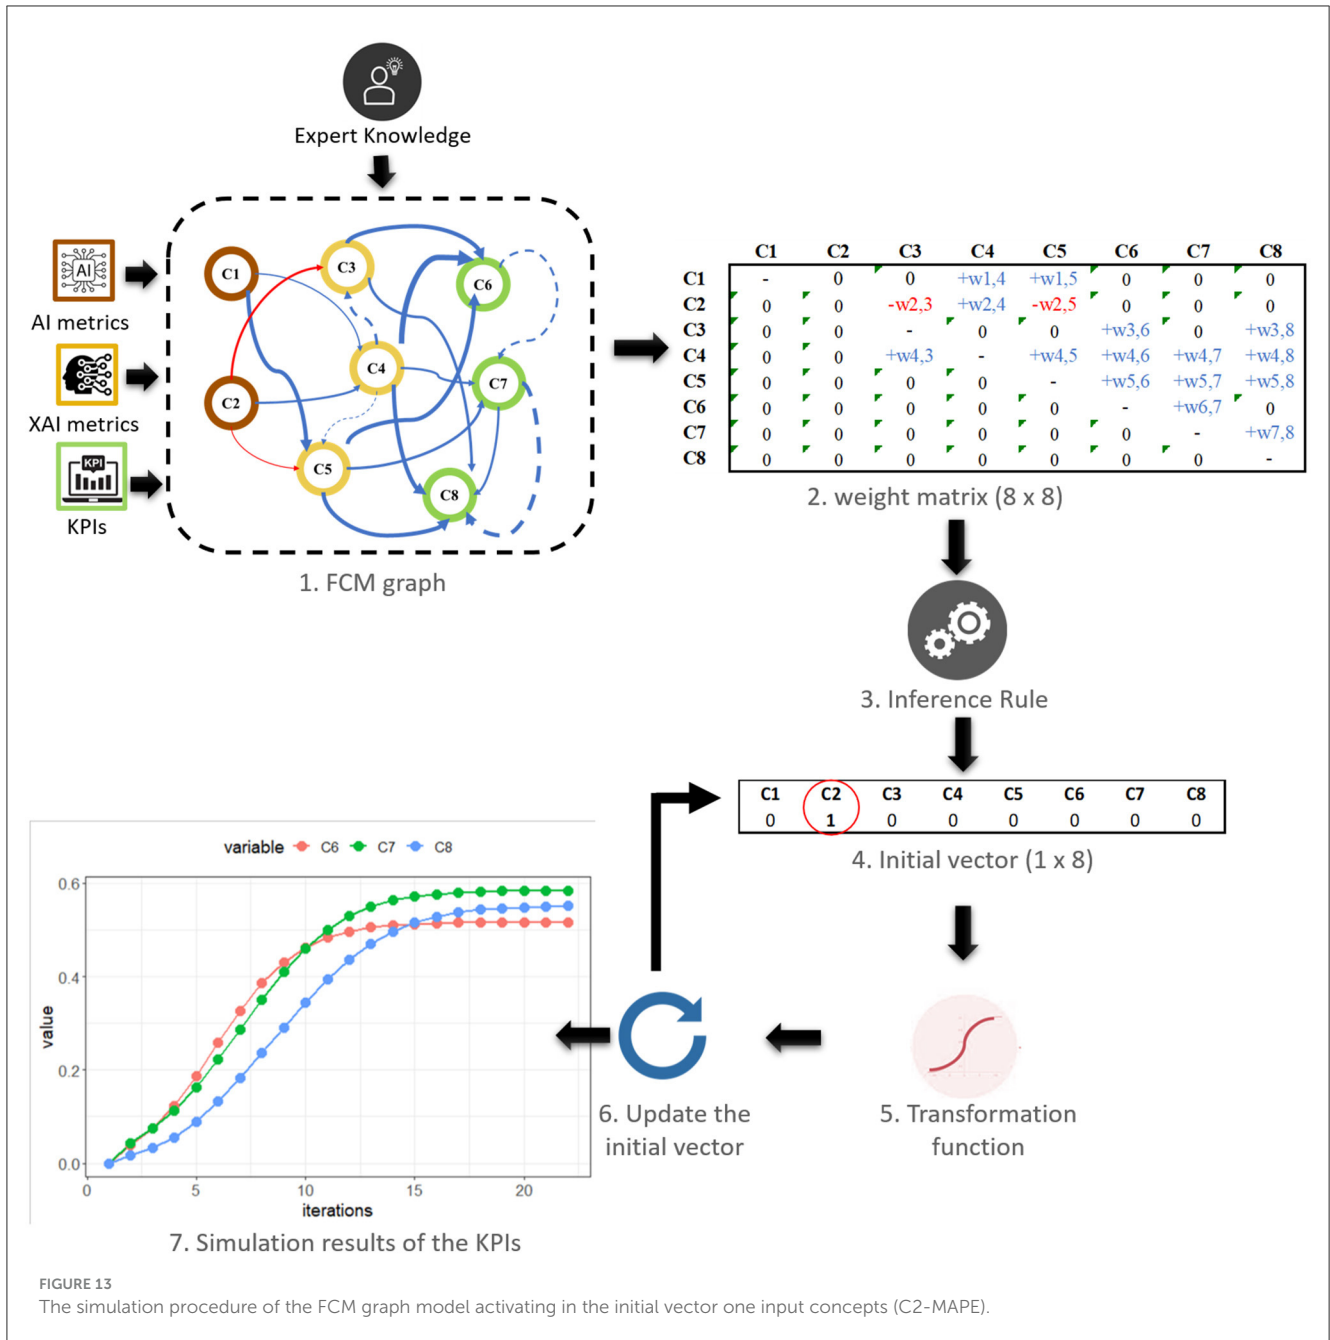 Expert Knowledge
AI
AI metrics
XAI metrics
KPI
KPIs
C1
C2
C3
C4
C5
C6
C7
C8
1. FCM graph
C1 C2 C3 C4 C5 C6 C7 C8
C1 - 0 0 +w1,4 +w1,5 0 0 0
C2 0 0 -w2,3 +w2,4 -w2,5 0 0 0
C3 0 0 - 0 0 +w3,6 0 +w3,8
C4 0 0 +w4,3 - +w4,5 +w4,6 +w4,7 +w4,8
C5 0 0 0 0 - +w5,6 +w5,7 +w5,8
C6 0 0 0 0 0 - +w6,7 0
C7 0 0 0 0 0 0 - +w7,8
C8 0 0 0 0 0 0 0 -
2. weight matrix (8 x 8)
3. Inference Rule
C1 C2 C3 C4 C5 C6 C7 C8
0 1 0 0 0 0 0 0
4. Initial vector (1 x 8)
5. Transformation
function
6. Update the
initial vector
variable C6 C7 C8
value
0.6
0.4
0.2
0.0
0 5 10 15 20
iterations
7. Simulation results of the KPIs
FIGURE 13
The simulation procedure of the FCM graph model activating in the initial vector one input concepts (C2-MAPE).